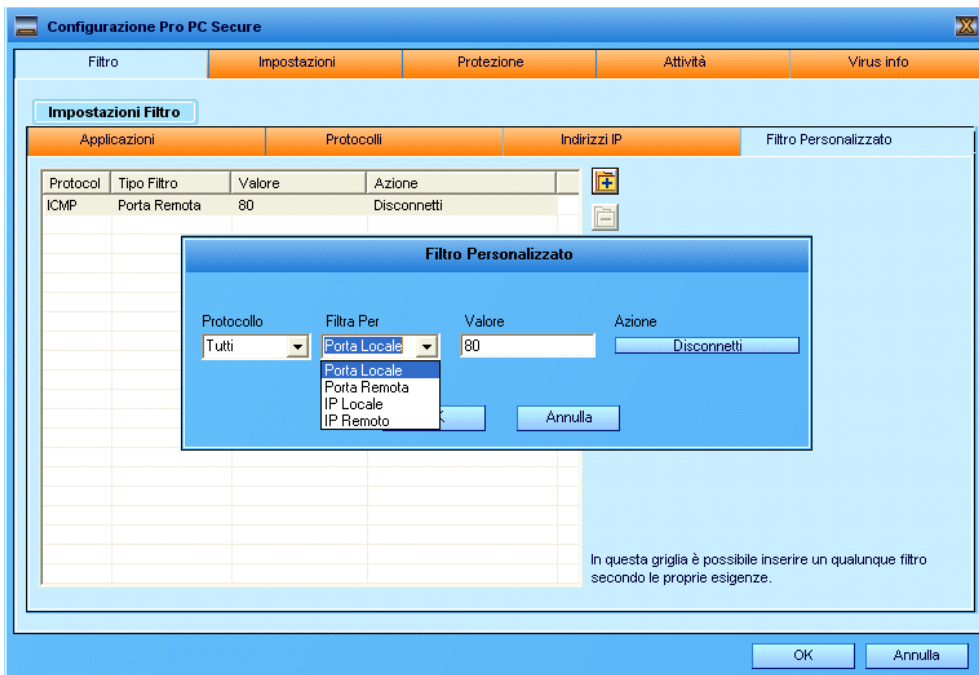 Configurazione Pro PC Secure
Filtro Impostazioni Protezione Attività Virus info
Impostazioni Filtro
Applicazioni Protocolli Indirizzi IP Filtro Personalizzato
Protocol Tipo Filtro Valore Azione
ICMP Porta Remota 80 Disconnetti
Filtro Personalizzato
Protocollo Filtra Per Valore Azione
Tutti Porta Locale 80 Disconnetti
Porta Locale
Porta Remota
IP Locale
IP Remoto
Annulla
In questa griglia è possibile inserire un qualunque filtro
secondo le proprie esigenze.
OK Annulla